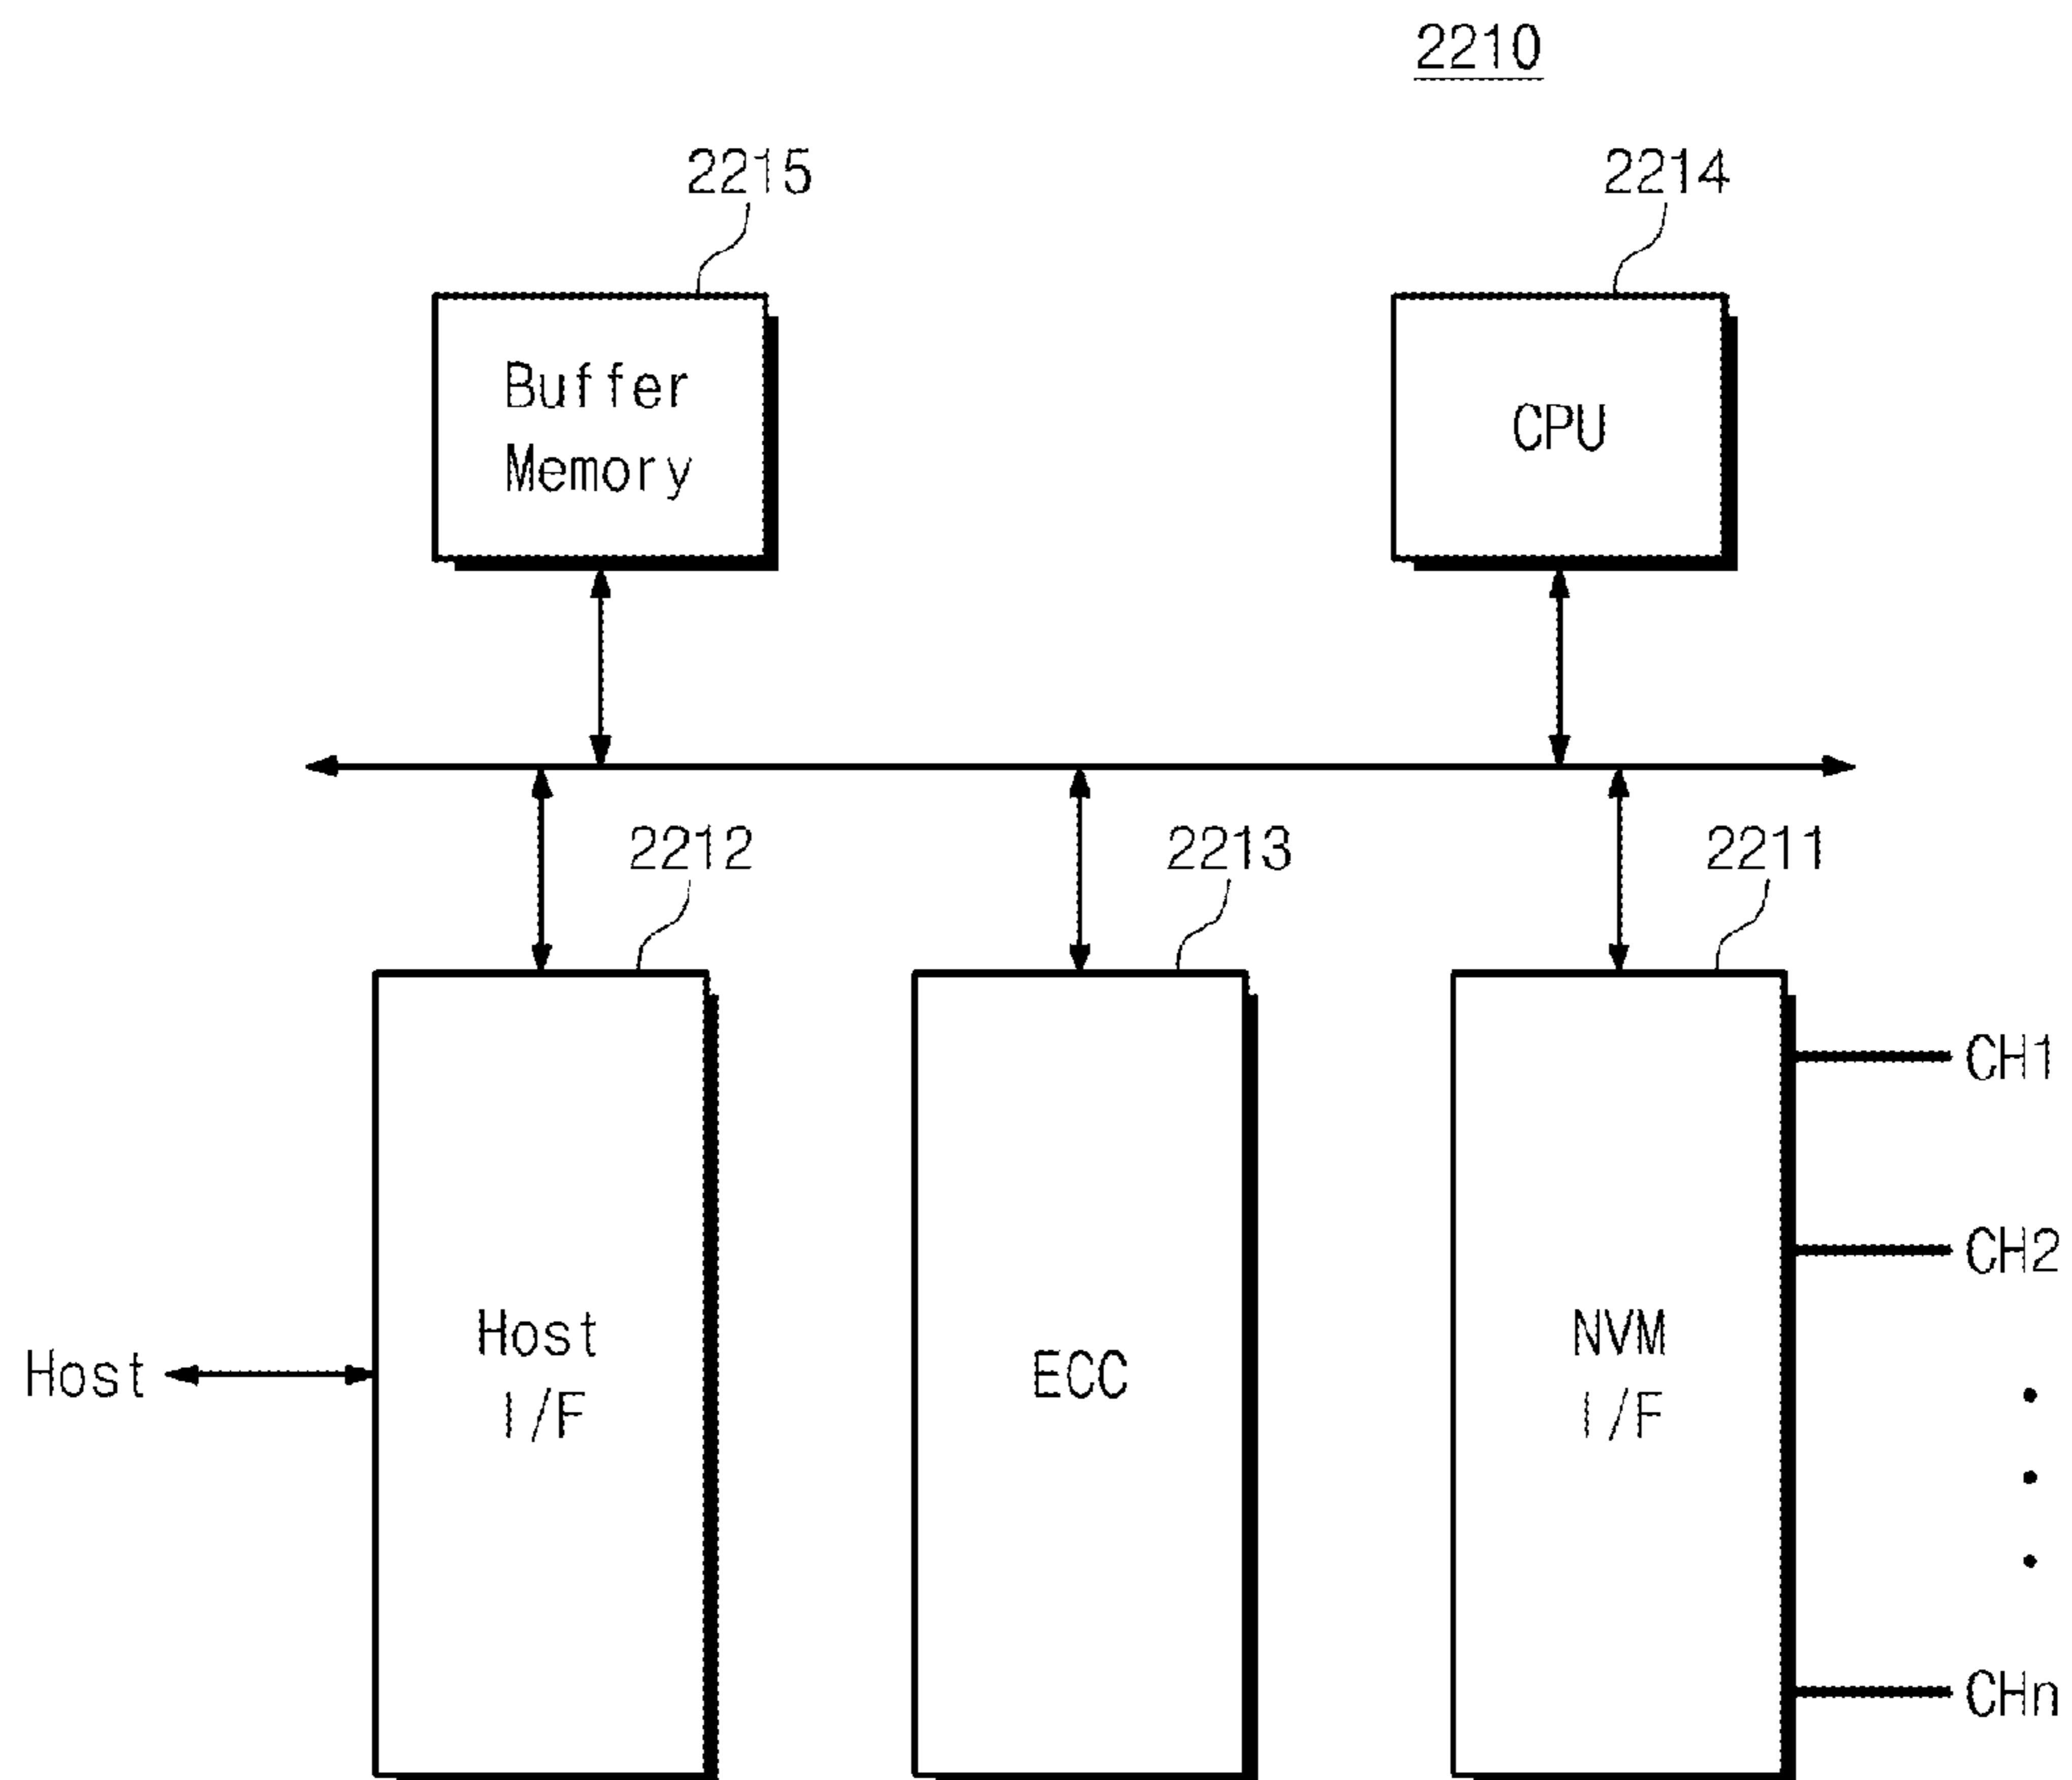 2210
2215
2214
Buffer
Memory
CPU
2212
2213
2211
CH1
CH2
Host
Host
I/F
ECC
NVM
I/F
CHn